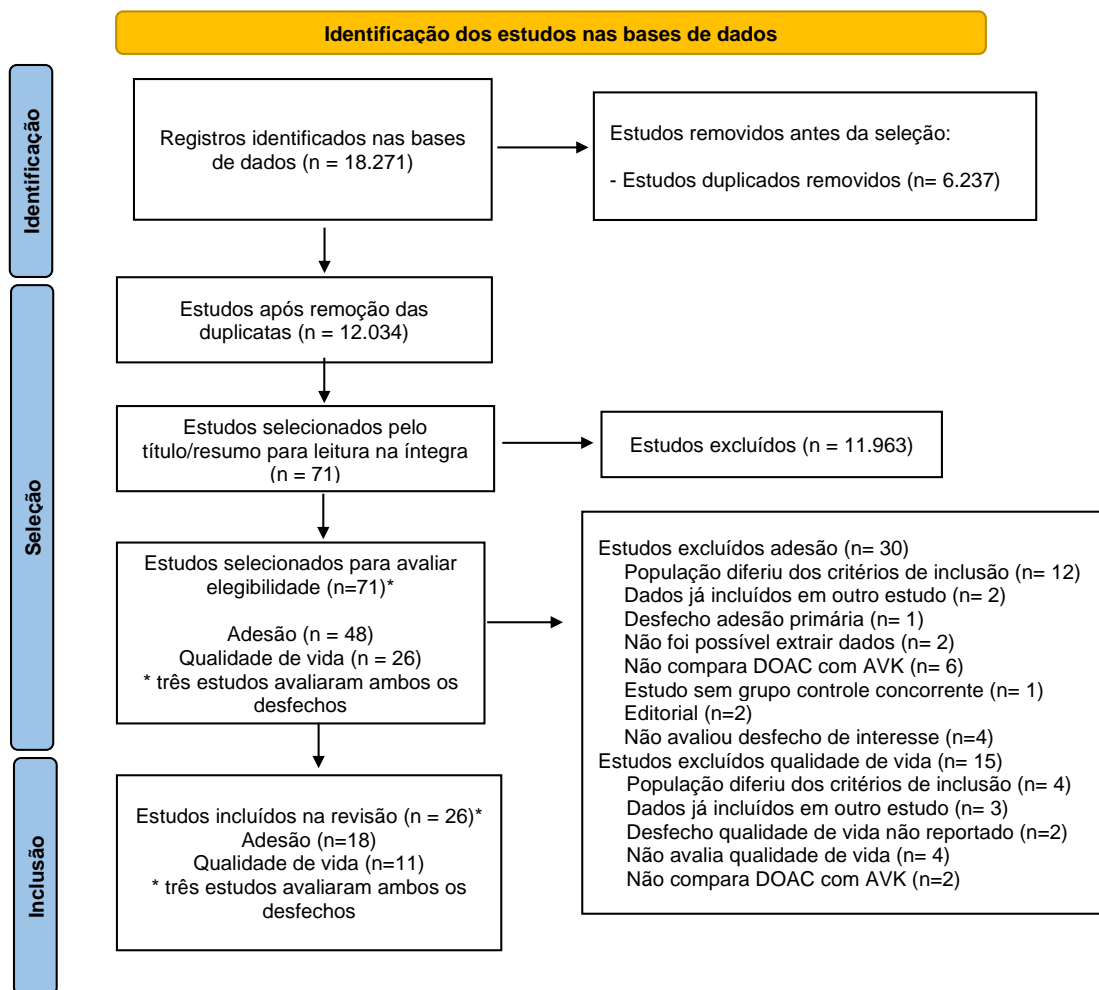 Identificação dos estudos nas bases de dados
Identificação
Registros identificados nas bases
de dados (n = 18.271)
Estudos removidos antes da seleção:
- Estudos duplicados removidos (n= 6.237)
Seleção
Estudos após remoção das
duplicatas (n = 12.034)
Estudos selecionados pelo
título/resumo para leitura na íntegra
(n = 71)
Estudos excluídos (n = 11.963)
Estudos selecionados para avaliar
elegibilidade (n=71)*
Adesão (n = 48)
Qualidade de vida (n = 26)
* três estudos avaliaram ambos os
desfechos
Estudos excluídos adesão (n= 30)
População diferiu dos critérios de inclusão (n= 12)
Dados já incluídos em outro estudo (n= 2)
Desfecho adesão primária (n= 1)
Não foi possível extrair dados (n= 2)
Não compara DOAC com AVK (n= 6)
Estudo sem grupo controle concorrente (n= 1)
Editorial (n=2)
Não avaliou desfecho de interesse (n=4)
Estudos excluídos qualidade de vida (n= 15)
População diferiu dos critérios de inclusão (n= 4)
Dados já incluídos em outro estudo (n= 3)
Desfecho qualidade de vida não reportado (n=2)
Não avalia qualidade de vida (n= 4)
Não compara DOAC com AVK (n=2)
Inclusão
Estudos incluídos na revisão (n = 26)*
Adesão (n=18)
Qualidade de vida (n=11)
* três estudos avaliaram ambos os
desfechos